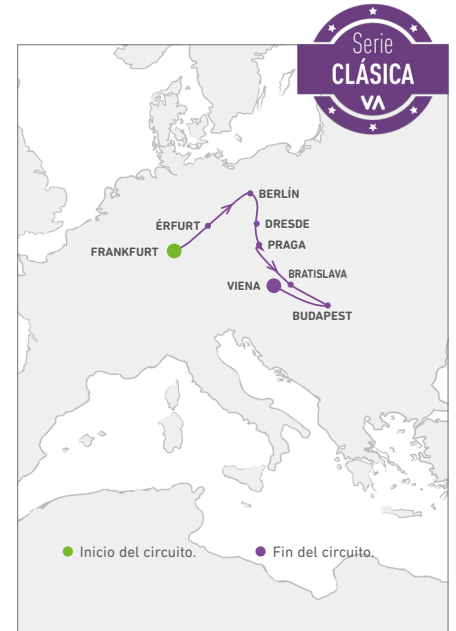 Serie
CLÁSICA
VA
BERLÍN
ÉRFURT
DRESDE
PRAGA
FRANKFURT
BRATISLAVA
VIENA
BUDAPEST
Inicio del circuito.
Fin del circuito.